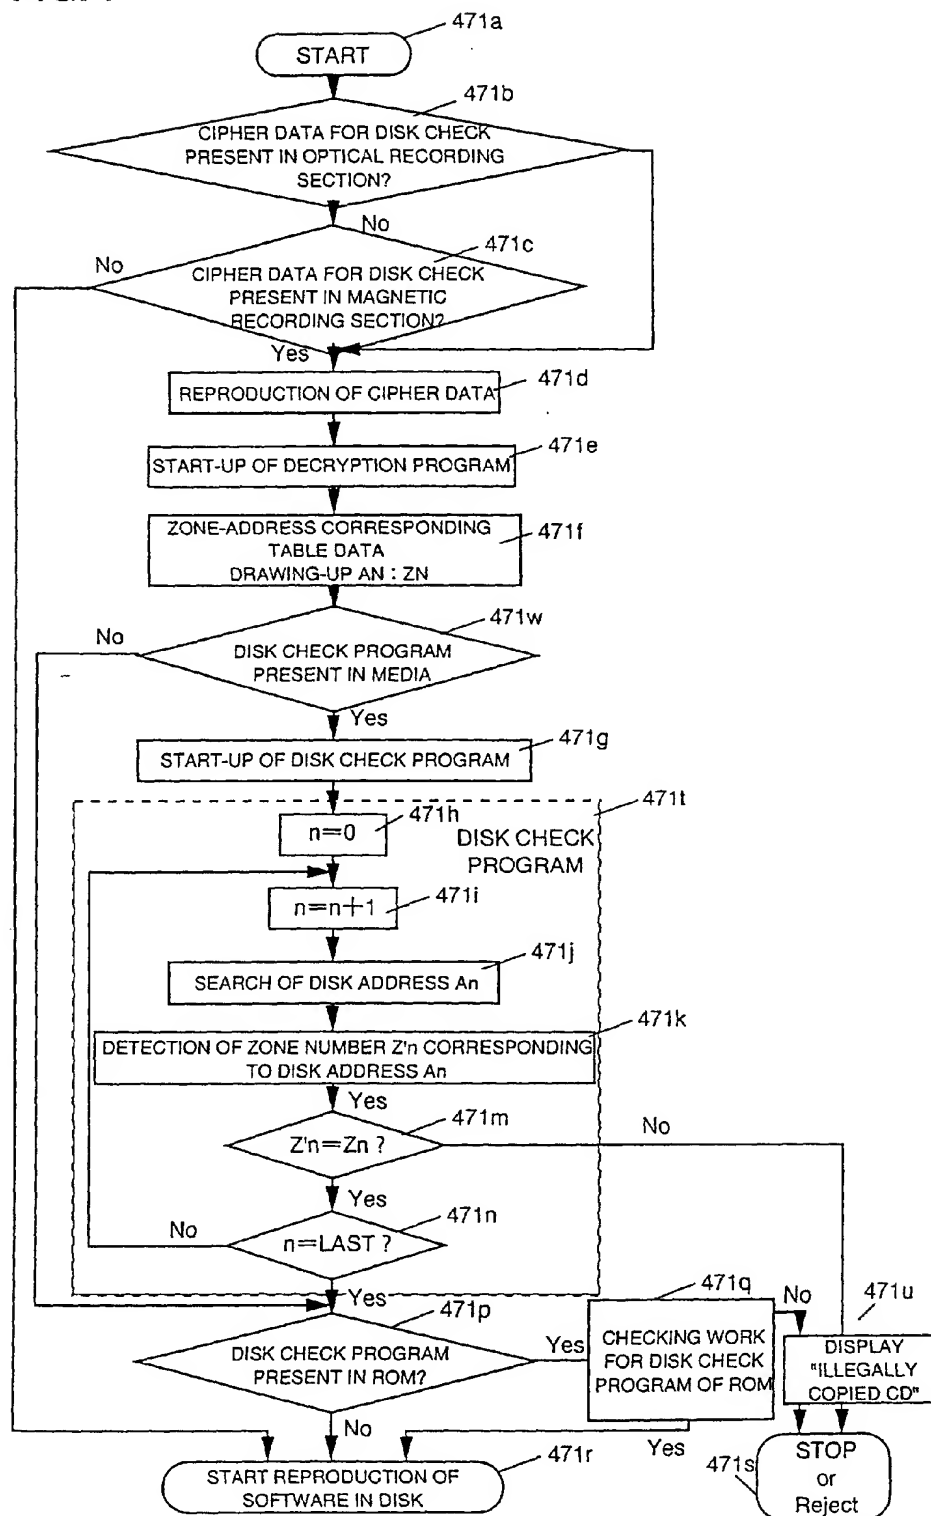 471a
START
471b
CIPHER DATA FOR DISK CHECK
PRESENT IN OPTICAL RECORDING
SECTION?
No
471c
No
CIPHER DATA FOR DISK CHECK
PRESENT IN MAGNETIC
RECORDING SECTION?
Yes
REPRODUCTION OF CIPHER DATA
471d
START-UP OF DECRYPTION PROGRAM
471e
ZONE-ADDRESS CORRESPONDING
TABLE DATA
DRAWING-UP AN : ZN
471f
471w
No
DISK CHECK PROGRAM
PRESENT IN MEDIA
Yes
START-UP OF DISK CHECK PROGRAM
471g
471t
471h
n=0
DISK CHECK
PROGRAM
n=n+1
471i
471j
SEARCH OF DISK ADDRESS An
471k
DETECTION OF ZONE NUMBER Z'n CORRESPONDING
TO DISK ADDRESS An
Yes
471m
Z'n=Zn ?
No
Yes
471n
No
n=LAST ?
Yes
471p
471q
No
471u
DISK CHECK PROGRAM
PRESENT IN ROM?
Yes
CHECKING WORK
FOR DISK CHECK
PROGRAM OF ROM
DISPLAY
"ILLEGALLY
COPIED CD"
No
Yes
471r
START REPRODUCTION OF
SOFTWARE IN DISK
471s
STOP
or
Reject